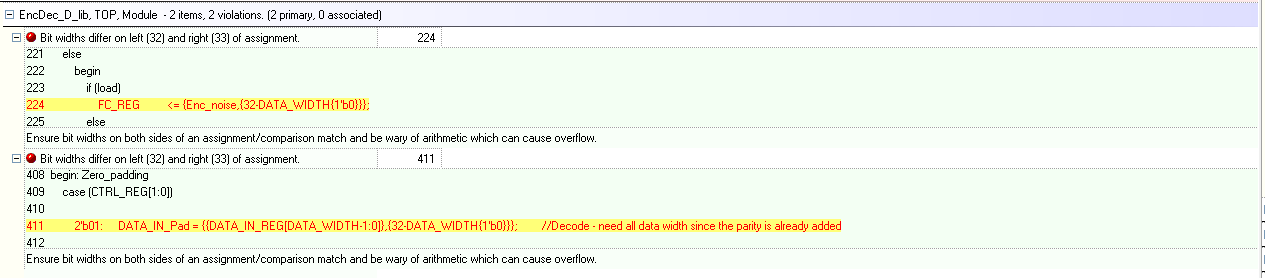 EncDec_D_lib, TOP, Module - 2 items, 2 violations. (2 primary, 0 associated)
Bit widths differ on left (32) and right (33) of assignment. 224
221 else
222 begin
223 if (load)
224 FC_REG <= {Enc_noise,{32-DATA_WIDTH{1'b0}}};
225 else
Ensure bit widths on both sides of an assignment/comparison match and be wary of arithmetic which can cause overflow.
Bit widths differ on left (32) and right (33) of assignment. 411
408 begin: Zero_padding
409 case (CTRL_REG[1:0])
410
411 2'b01: DATA_IN_Pad = {{DATA_IN_REG[DATA_WIDTH-1:0]},{32-DATA_WIDTH{1'b0}}}; //Decode - need all data width since the parity is already added
412
Ensure bit widths on both sides of an assignment/comparison match and be wary of arithmetic which can cause overflow.